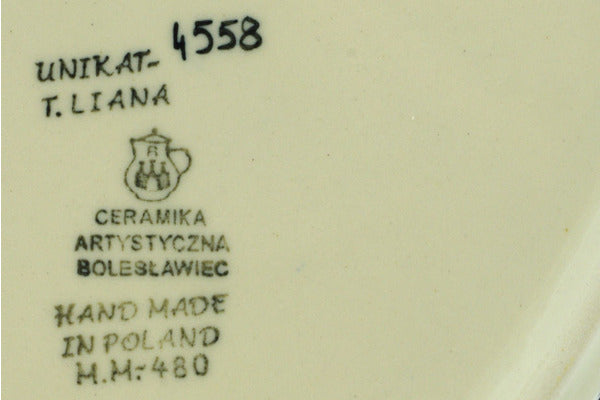 UNIKAT- 4558
T. LIANA
CERAMIKA
ARTYSTYCZNA
BOLESŁAWIEC
HAND MADE
IN POLAND
M.M.-480